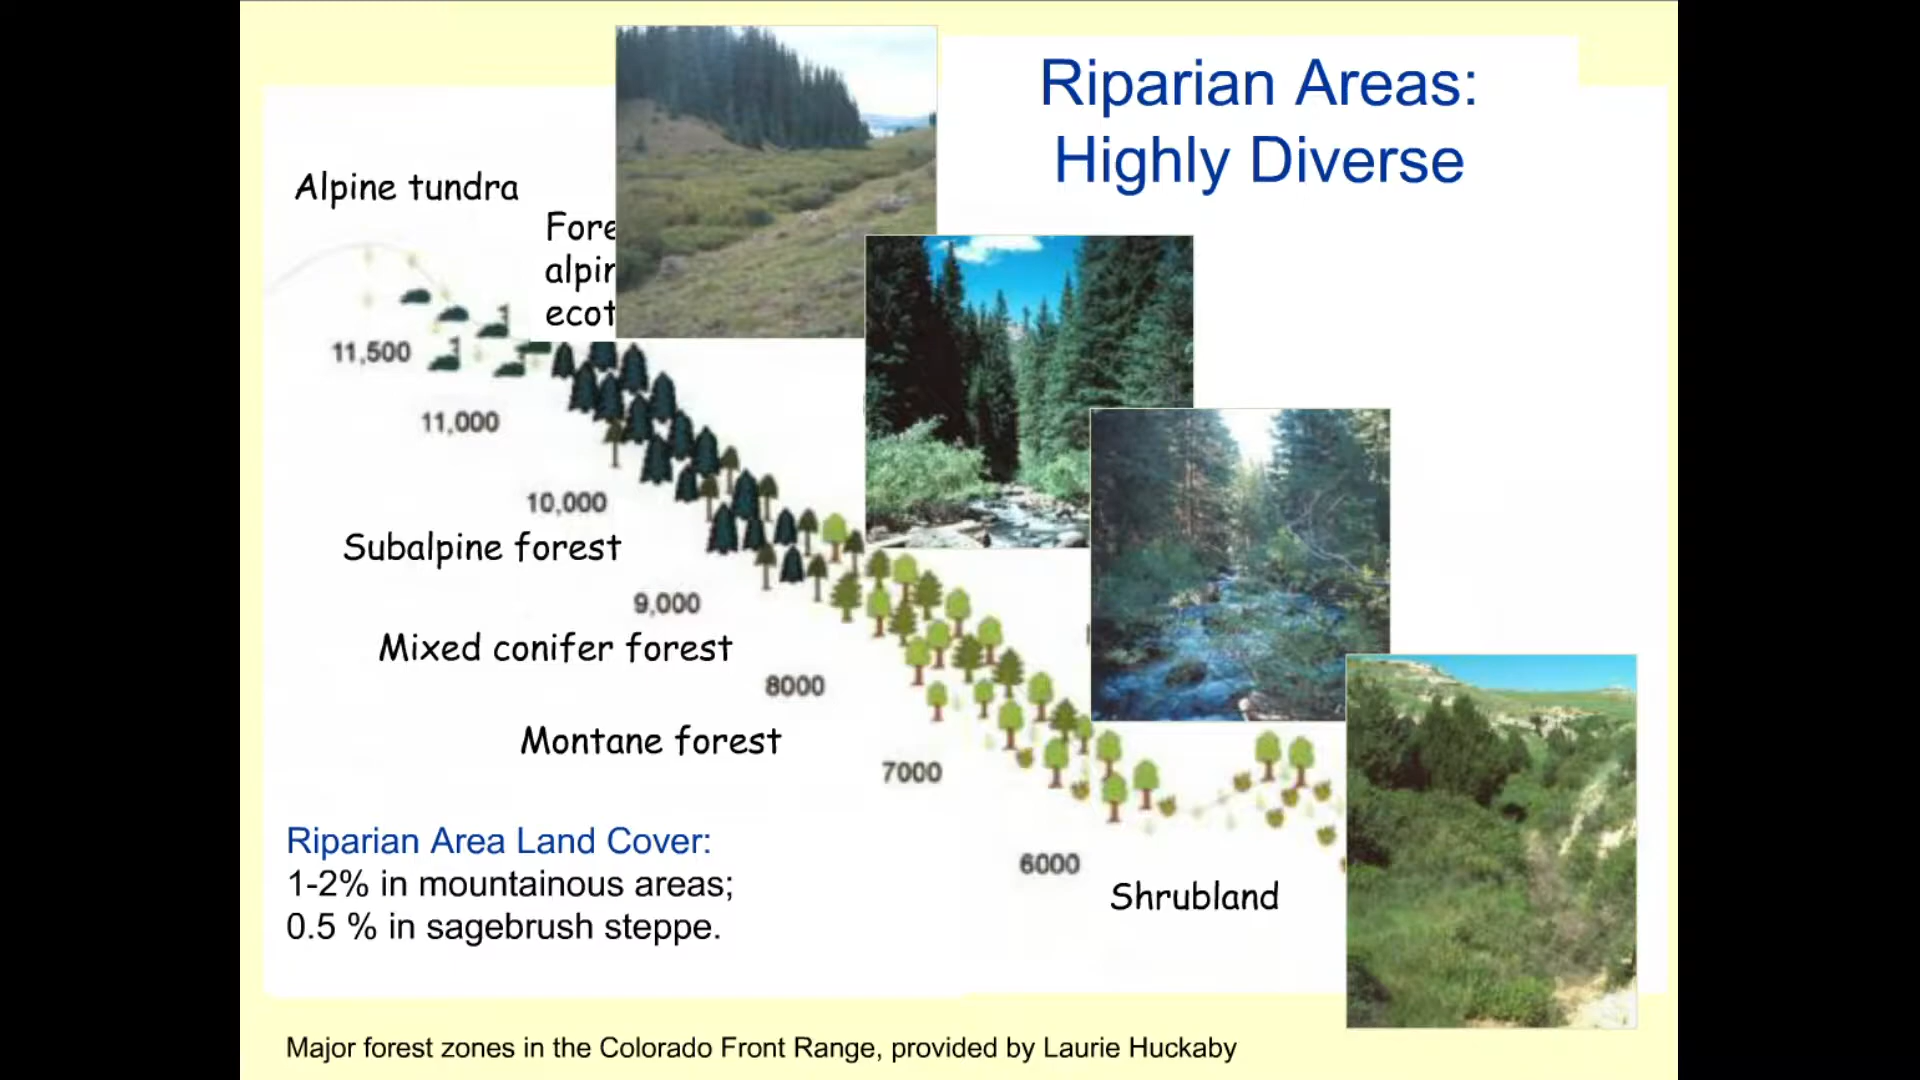 Riparian Areas:
Highly Diverse
Alpine tundra
Fore
alpin
ecot
11,500
11,000
10,000
Subalpine forest
9,000
Mixed conifer forest
8000
Montane forest
7000
6000
Shrubland
Riparian Area Land Cover:
1-2% in mountainous areas;
0.5 % in sagebrush steppe.
Major forest zones in the Colorado Front Range, provided by Laurie Huckaby